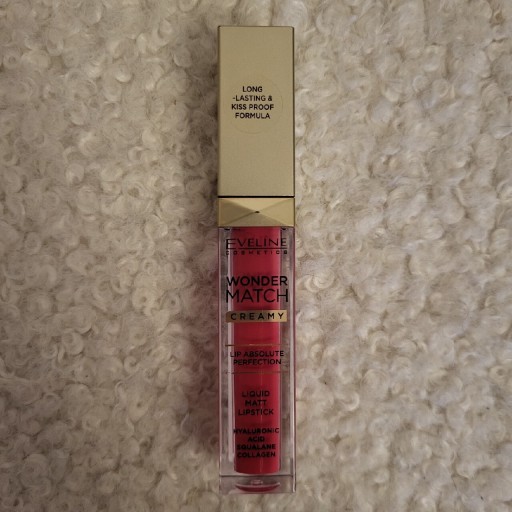 LONG
-LASTING &
KISS PROOF
FORMULA
EVELINE
COSMETICS
WONDER
MATCH
CREAMY
LIP ABSOLUTE
PERFECTION
LIQUID
MATT
LIPSTICK
HYALURONIC
ACID
SQUALANE
COLLAGEN